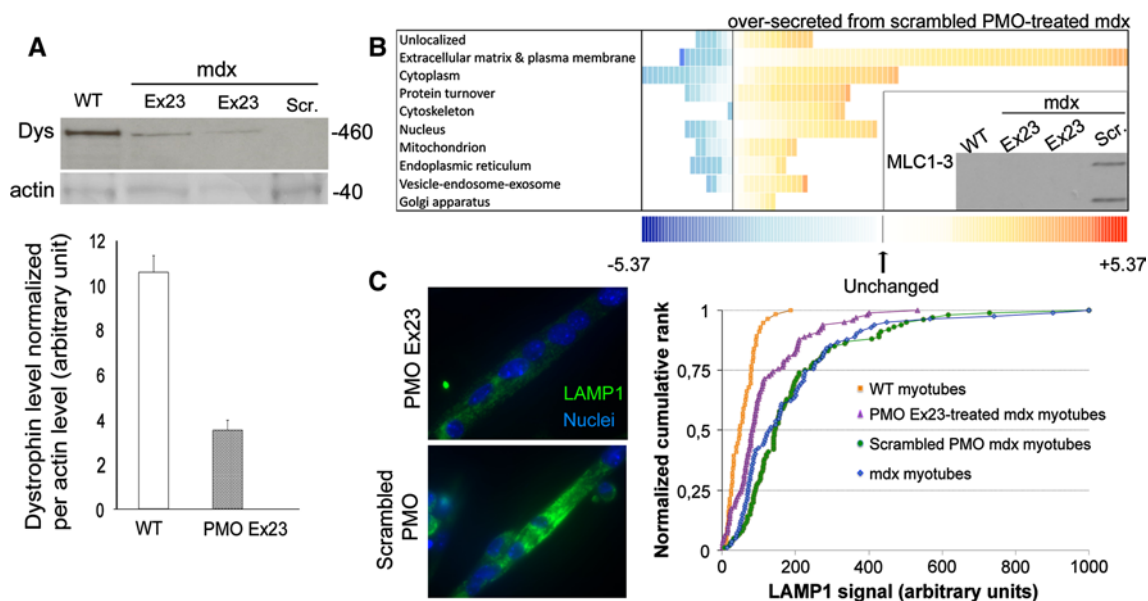 A
mdx
WT
Ex23
Ex23
Scr.
Dys
-460
actin
-40
Dystrophin level normalized
per actin level (arbitrary unit)
12
10
8
6
4
2
0
WT
PMO Ex23
B
over-secreted from scrambled PMO-treated mdx
Unlocalized
Extracellular matrix & plasma membrane
Cytoplasm
Protein turnover
Cytoskeleton
Nucleus
Mitochondrion
Endoplasmic reticulum
Vesicle-endosome-exosome
Golgi apparatus
mdx
WT
Ex23
Ex23
Scr.
MLC1-3
-5.37
+5.37
Unchanged
C
PMO Ex23
LAMP1
Nuclei
Scrambled
PMO
Normalized cumulative rank
1
0,75
0,5
0,25
0
0
200
400
600
800
1000
WT myotubes
PMO Ex23-treated mdx myotubes
Scrambled PMO mdx myotubes
mdx myotubes
LAMP1 signal (arbitrary units)